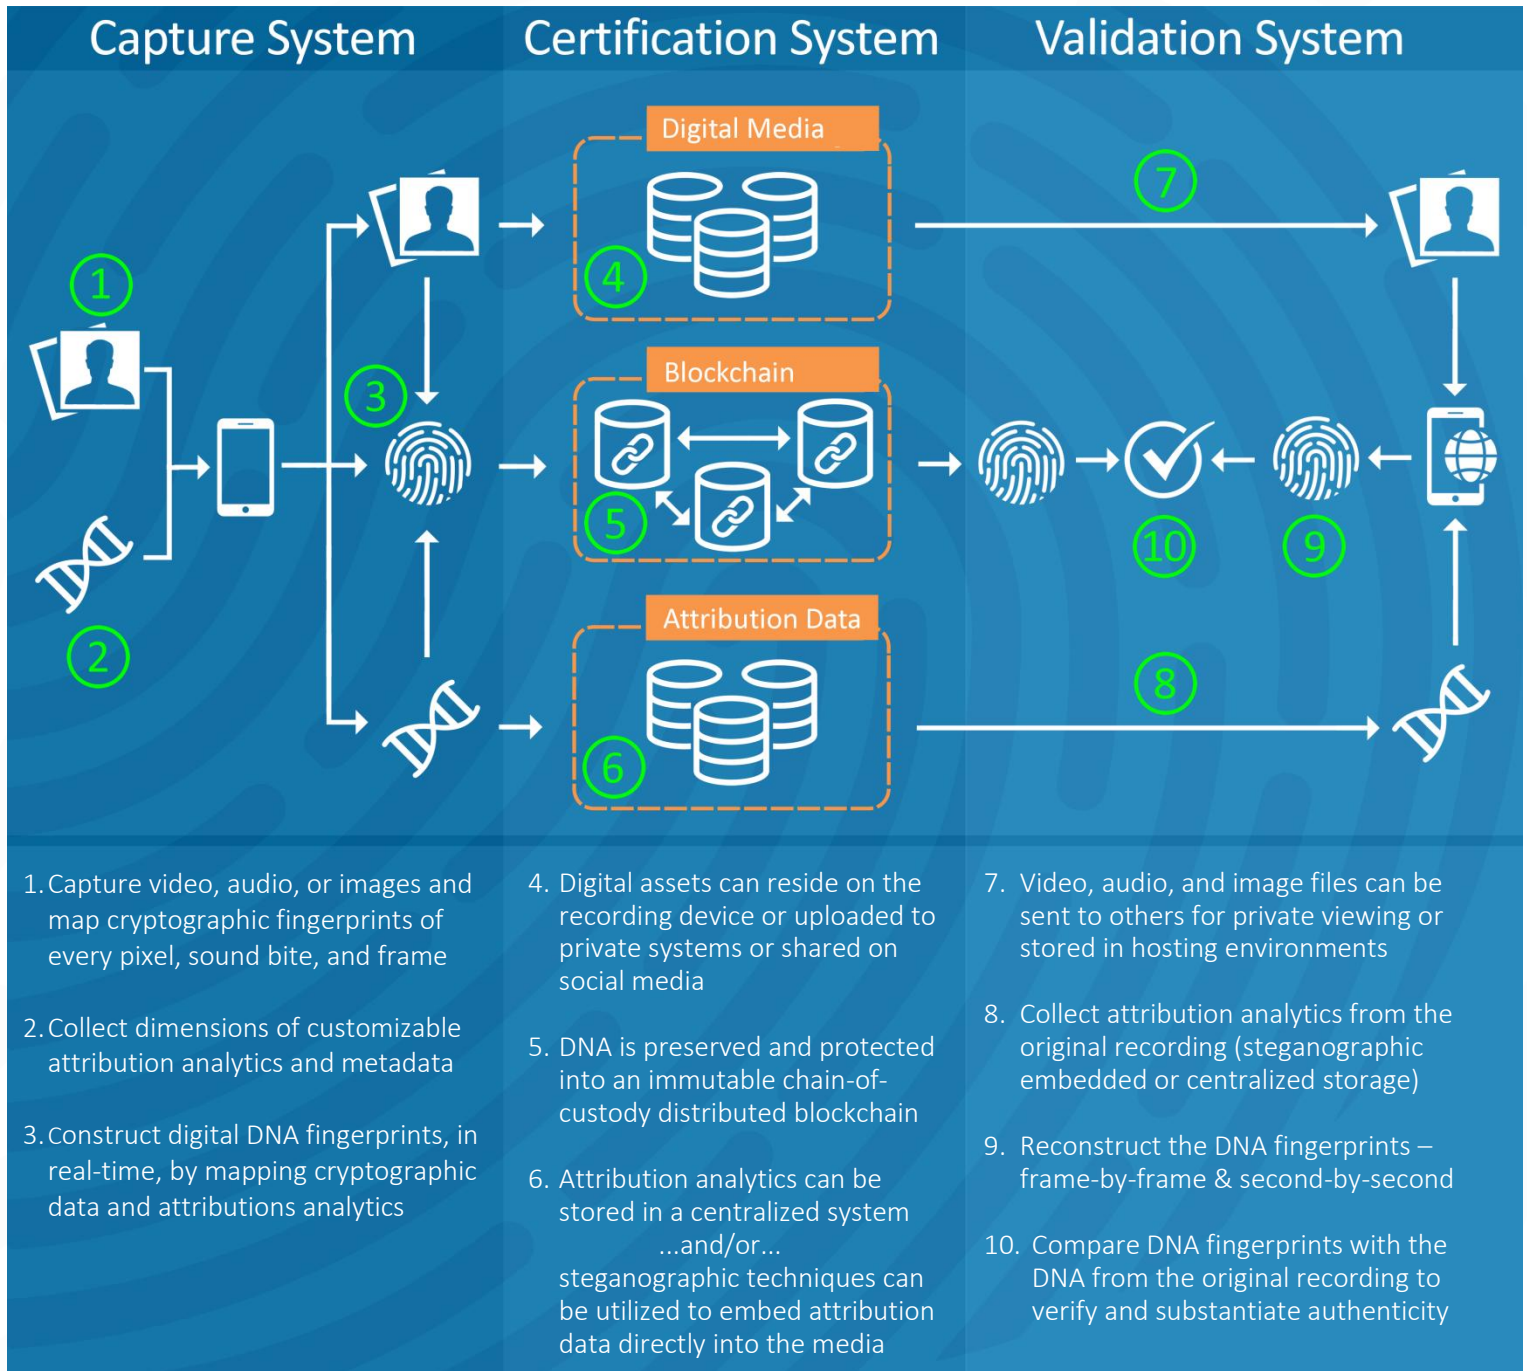 Capture System
Certification System
Validation System
Digital Media
7
4
1
Blockchain
3
5
10
9
Attribution Data
2
8
6
1. Capture video, audio, or images and
map cryptographic fingerprints of
every pixel, sound bite, and frame
2. Collect dimensions of customizable
attribution analytics and metadata
3. Construct digital DNA fingerprints, in
real-time, by mapping cryptographic
data and attributions analytics
4. Digital assets can reside on the
recording device or uploaded to
private systems or shared on
social media
5. DNA is preserved and protected
into an immutable chain-of-
custody distributed blockchain
6. Attribution analytics can be
stored in a centralized system
...and/or...
steganographic techniques can
be utilized to embed attribution
data directly into the media
7. Video, audio, and image files can be
sent to others for private viewing or
stored in hosting environments
8. Collect attribution analytics from the
original recording (steganographic
embedded or centralized storage)
9. Reconstruct the DNA fingerprints –
frame-by-frame & second-by-second
10. Compare DNA fingerprints with the
DNA from the original recording to
verify and substantiate authenticity